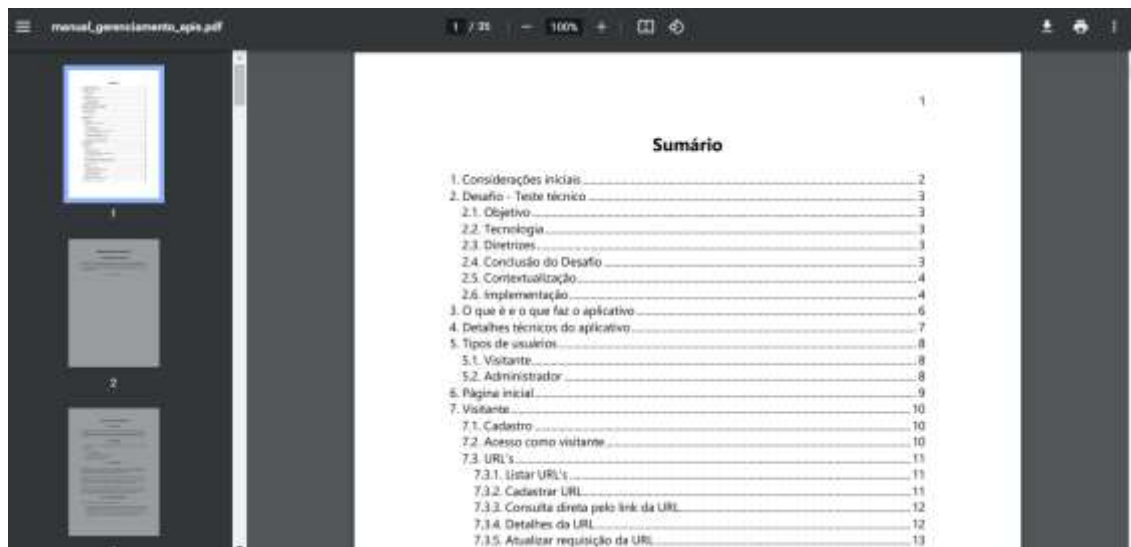 manual_gerenciamento_apis.pdf
1 / 25
100%
1
2
1
Sumário
1. Considerações iniciais 2
2. Desafio - Teste técnico 3
2.1. Objetivo 3
2.2. Tecnologia 3
2.3. Diretrizes 3
2.4. Conclusão do Desafio 3
2.5. Contextualização 4
2.6. Implementação 4
3. O que é e o que faz o aplicativo 6
4. Detalhes técnicos do aplicativo 7
5. Tipos de usuários 8
5.1. Visitante 8
5.2. Administrador 8
6. Página inicial 9
7. Visitante 10
7.1. Cadastro 10
7.2. Acesso como visitante 10
7.3. URL's 11
7.3.1. Listar URL's 11
7.3.2. Cadastrar URL 11
7.3.3. Consulta direta pelo link da URL 12
7.3.4. Detalhes da URL 12
7.3.5. Atualizar requisição da URL 13